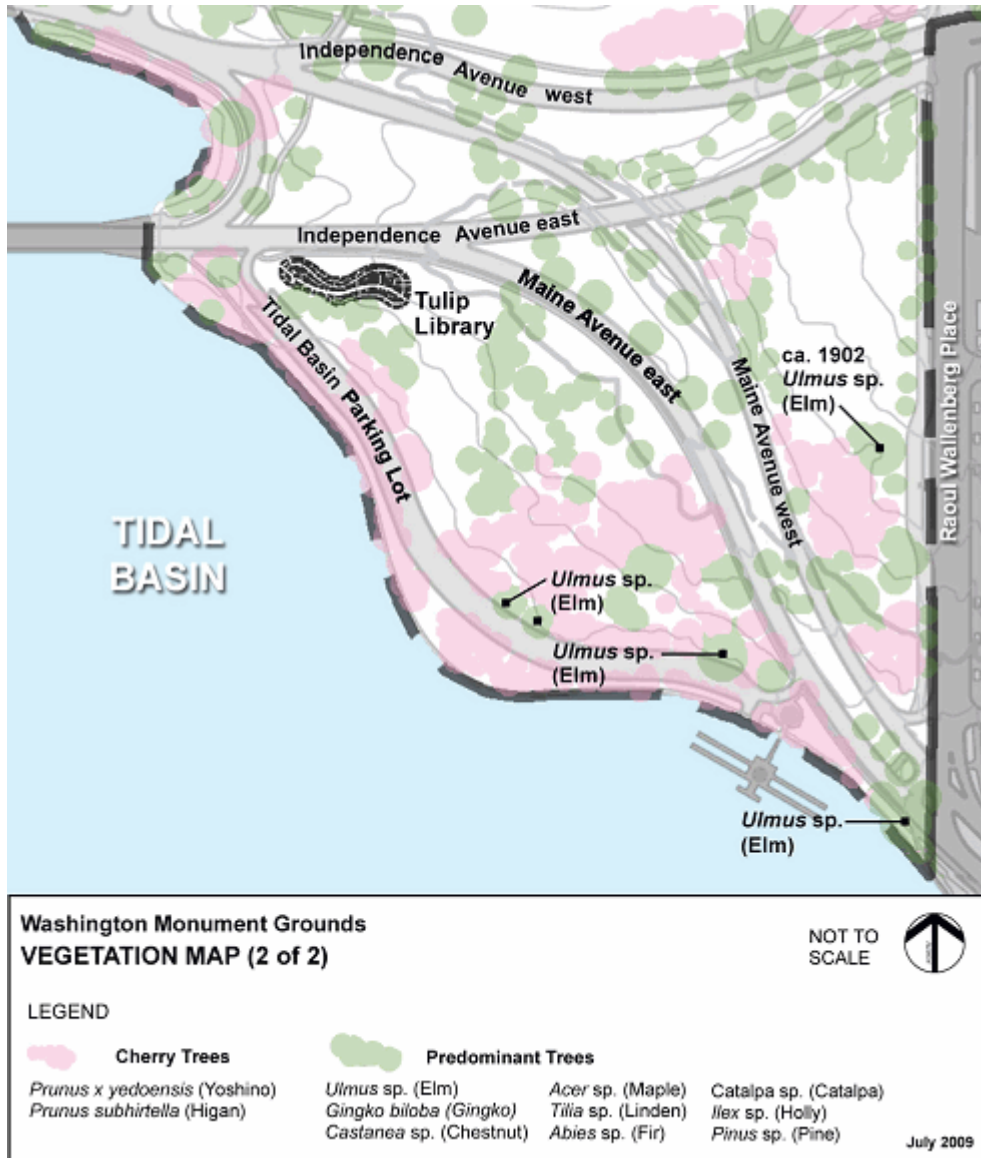 Independence Avenue west
Independence Avenue east
Tulip
Library
Maine Avenue east
Tidal Basin Parking Lot
Maine Avenue west
ca. 1902
Ulmus sp.
(Elm)
Raoul Wallenberg Place
TIDAL
BASIN
Ulmus sp.
(Elm)
Ulmus sp.
(Elm)
Ulmus sp.
(Elm)
Washington Monument Grounds
VEGETATION MAP (2 of 2)
NOT TO
SCALE
LEGEND
Cherry Trees
Prunus x yedoensis (Yoshino)
Prunus subhirtella (Higan)
Predominant Trees
Ulmus sp. (Elm)
Gingko biloba (Gingko)
Castanea sp. (Chestnut)
Acer sp. (Maple)
Tilia sp. (Linden)
Abies sp. (Fir)
Catalpa sp. (Catalpa)
Ilex sp. (Holly)
Pinus sp. (Pine)
July 2009